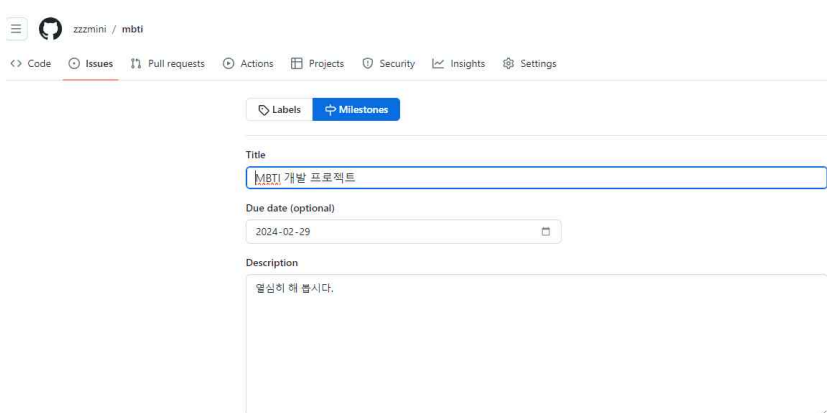 zzzmini / mbti
Code Issues Pull requests Actions Projects Security Insights Settings
Labels Milestones
Title
MBTI 개발 프로젝트
Due date (optional)
2024-02-29
Description
열심히 해 봅시다.